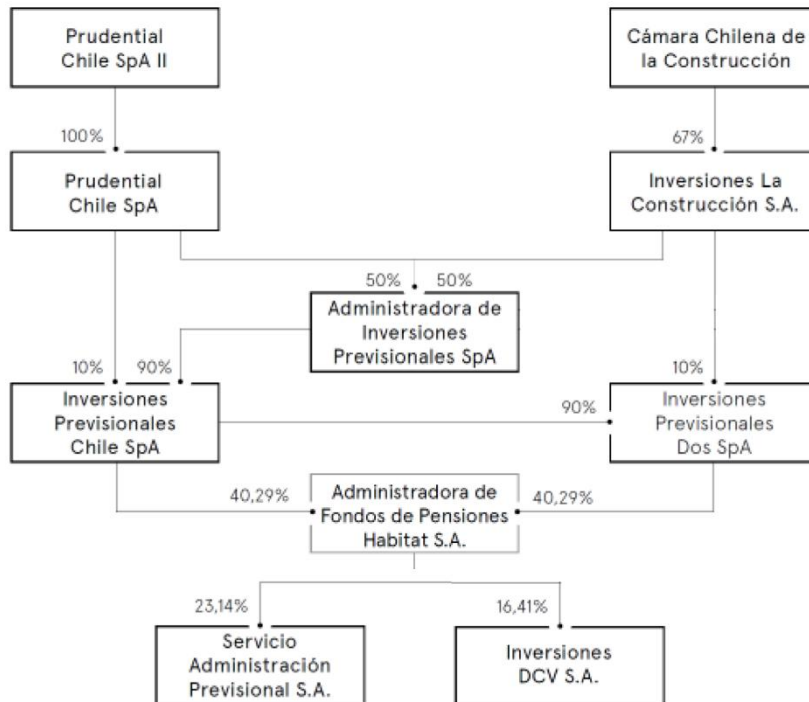 Prudential
Chile SpA II
Cámara Chilena de
la Construcción
100%
67%
Prudential
Chile SpA
Inversiones La
Construcción S.A.
50%
50%
Administradora de
Inversiones
Previsionales SpA
10%
90%
10%
Inversiones
Previsionales
Chile SpA
90%
Inversiones
Previsionales
Dos SpA
40,29%
Administradora de
Fondos de Pensiones
Habitat S.A.
40,29%
23,14%
16,41%
Servicio
Administración
Previsional S.A.
Inversiones
DCV S.A.